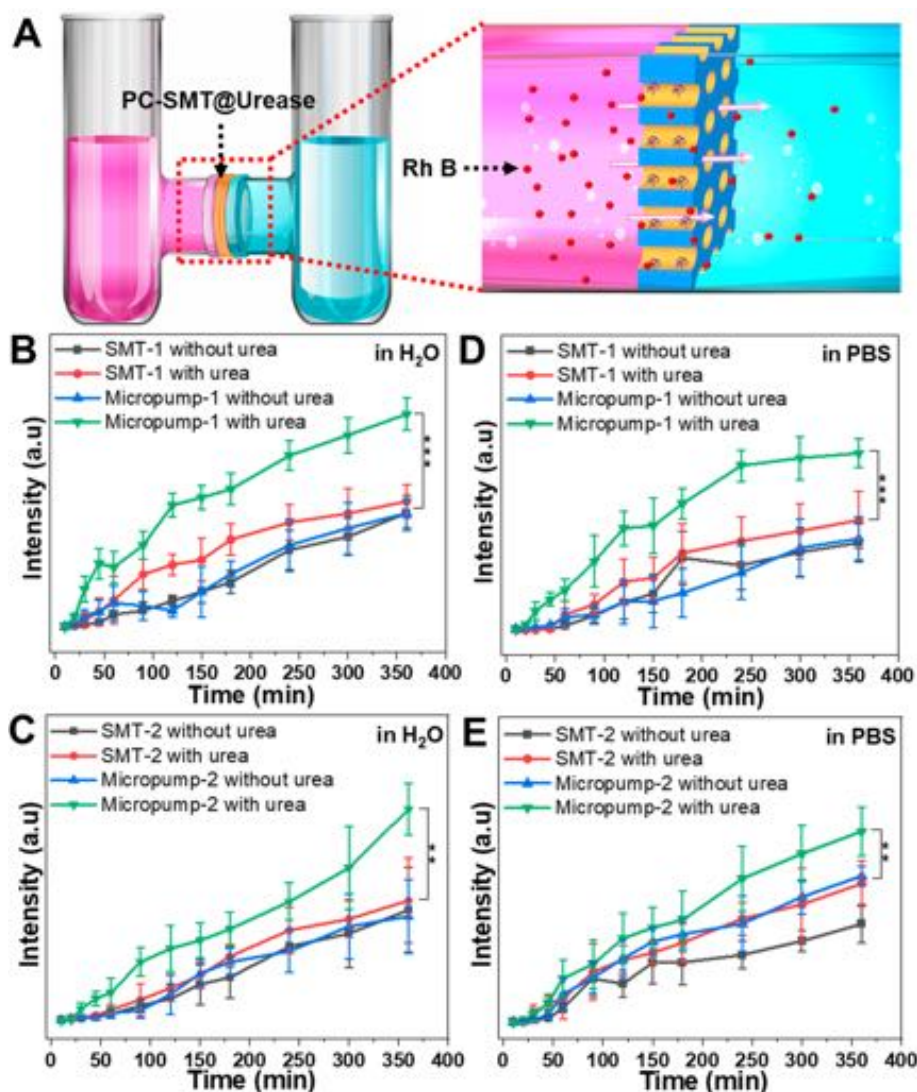 A
PC-SMT@Urease
Rh B
B
SMT-1 without urea
SMT-1 with urea
Micropump-1 without urea
Micropump-1 with urea
in H₂O
***
Intensity (a.u)
0 50 100 150 200 250 300 350 400
Time (min)
D
SMT-1 without urea
SMT-1 with urea
Micropump-1 without urea
Micropump-1 with urea
in PBS
***
Intensity (a.u)
0 50 100 150 200 250 300 350 400
Time (min)
C
SMT-2 without urea
SMT-2 with urea
Micropump-2 without urea
Micropump-2 with urea
in H₂O
**
Intensity (a.u)
0 50 100 150 200 250 300 350 400
Time (min)
E
SMT-2 without urea
SMT-2 with urea
Micropump-2 without urea
Micropump-2 with urea
in PBS
**
Intensity (a.u)
0 50 100 150 200 250 300 350 400
Time (min)